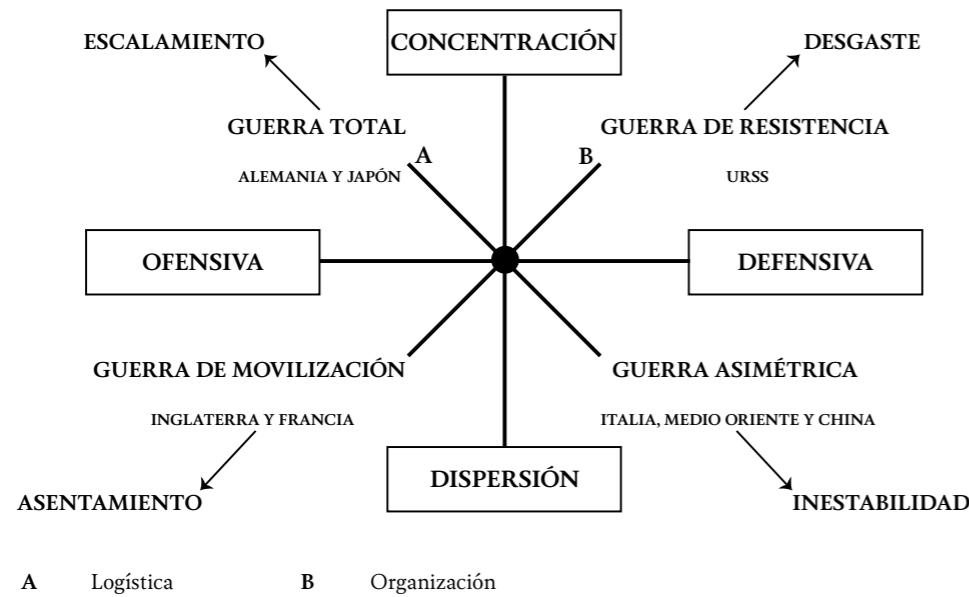 ESCALAMIENTO
CONCENTRACIÓN
DESGASTE
GUERRA TOTAL
GUERRA DE RESISTENCIA
A
B
ALEMANIA Y JAPÓN
URSS
OFENSIVA
DEFENSIVA
GUERRA DE MOVILIZACIÓN
GUERRA ASIMÉTRICA
INGLATERRA Y FRANCIA
ITALIA, MEDIO ORIENTE Y CHINA
DISPERSIÓN
ASENTAMIENTO
INESTABILIDAD
A Logística B Organización